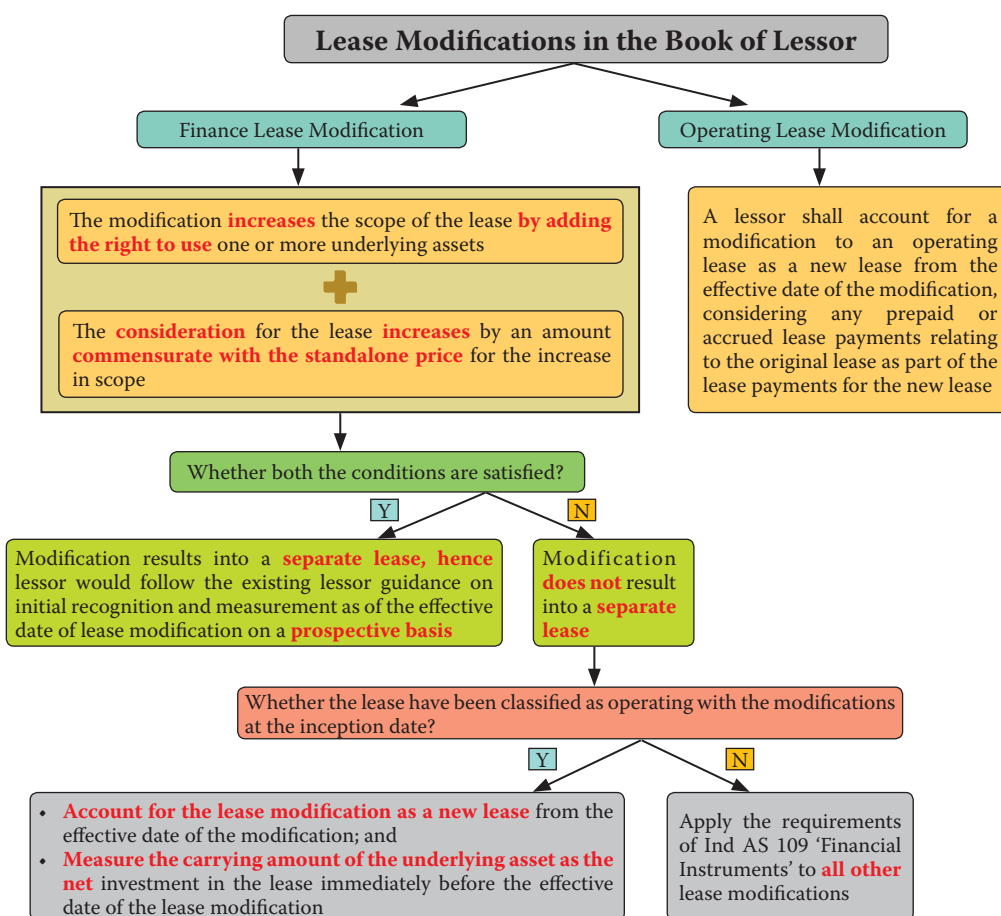 Lease Modifications in the Book of Lessor
Finance Lease Modification
Operating Lease Modification
The modification increases the scope of the lease by adding
the right to use one or more underlying assets
The consideration for the lease increases by an amount
commensurate with the standalone price for the increase
in scope
A lessor shall account for a
modification to an operating
lease as a new lease from the
effective date of the modification,
considering any prepaid or
accrued lease payments relating
to the original lease as part of the
lease payments for the new lease
Whether both the conditions are satisfied?
Y
N
Modification results into a separate lease, hence
lessor would follow the existing lessor guidance on
initial recognition and measurement as of the effective
date of lease modification on a prospective basis
Modification
does not result
into a separate
lease
Whether the lease have been classified as operating with the modifications
at the inception date?
Y
N
• Account for the lease modification as a new lease from the
effective date of the modification; and
• Measure the carrying amount of the underlying asset as the
net investment in the lease immediately before the effective
date of the lease modification
Apply the requirements
of Ind AS 109 'Financial
Instruments' to all other
lease modifications